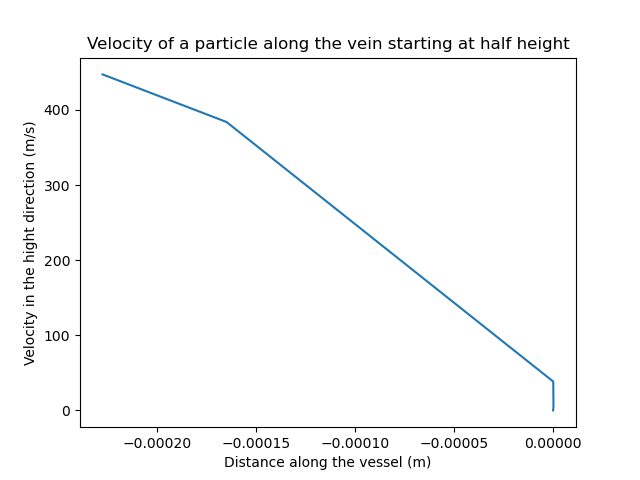 Velocity of a particle along the vein starting at half height
Velocity in the hight direction (m/s)
400
300
200
100
0
−0.00020 −0.00015 −0.00010 −0.00005 0.00000
Distance along the vessel (m)